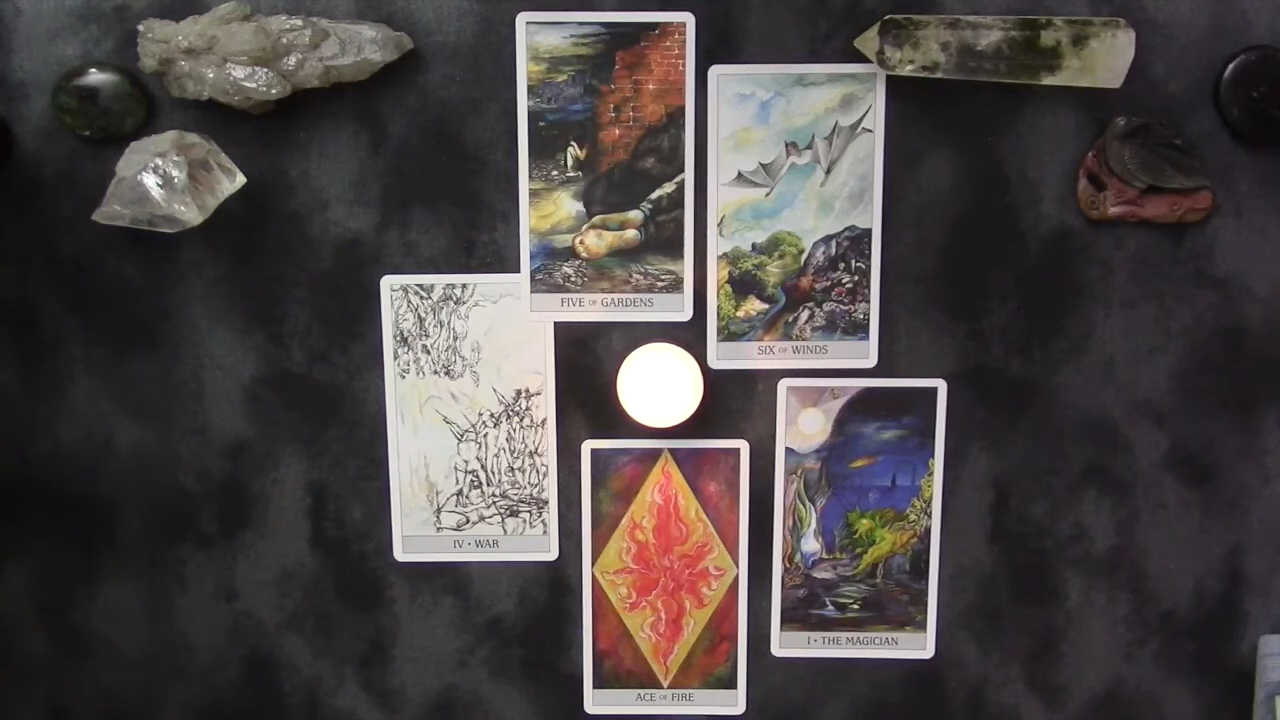 FIVE OF GARDENS
SIX OF WINDS
IV • WAR
I • THE MAGICIAN
ACE OF FIRE